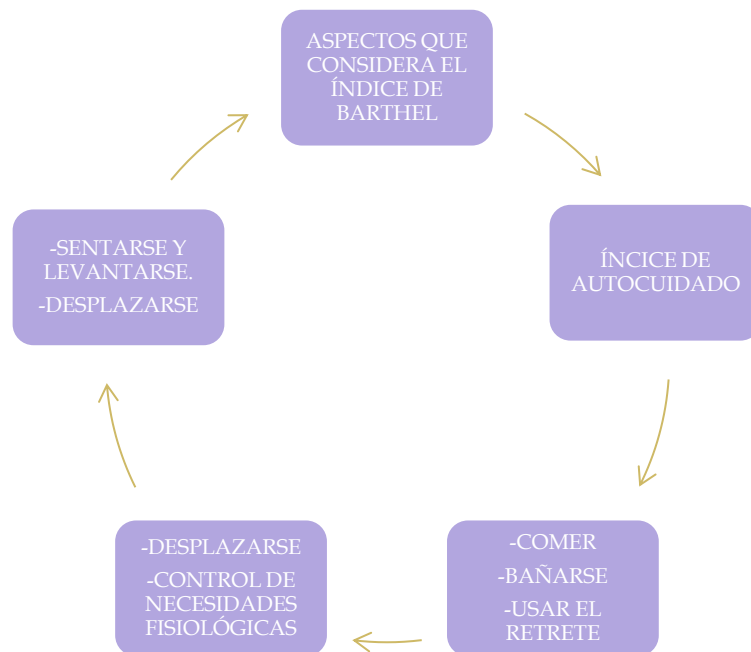 ASPECTOS QUE
CONSIDERA EL
ÍNDICE DE
BARTHEL
ÍNCICE DE
AUTOCUIDADO
-COMER
-BAÑARSE
-USAR EL
RETRETE
-DESPLAZARSE
-CONTROL DE
NECESIDADES
FISIOLÓGICAS
-SENTARSE Y
LEVANTARSE.
-DESPLAZARSE